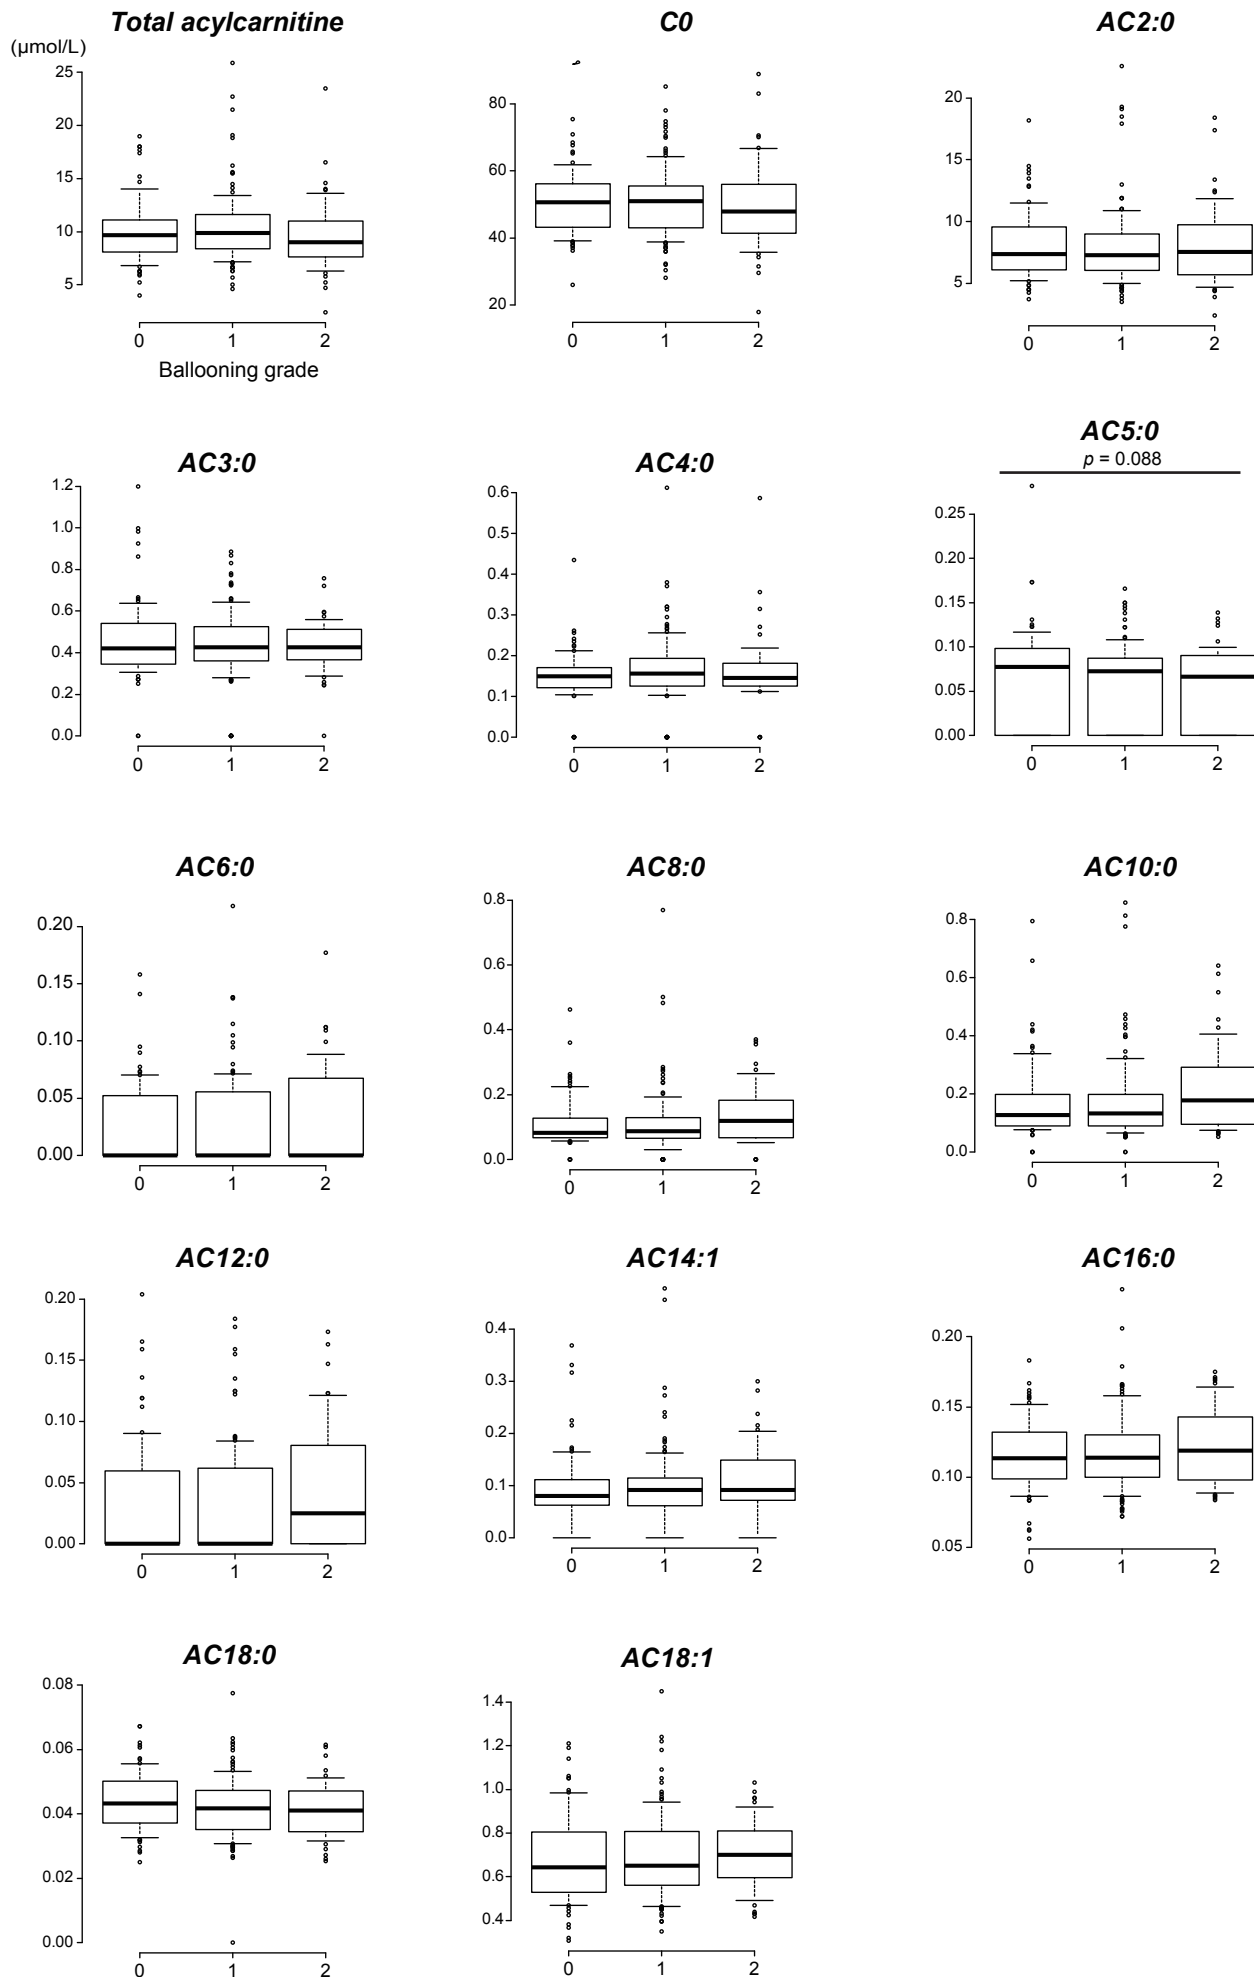 Total acylcarnitine
(μmol/L)
25
20
15
10
5
0 1 2
Ballooning grade
C0
80
60
40
20
0 1 2
AC2:0
20
15
10
5
0 1 2
AC3:0
1.2
1.0
0.8
0.6
0.4
0.2
0.0
0 1 2
AC4:0
0.6
0.5
0.4
0.3
0.2
0.1
0.0
0 1 2
AC5:0
p = 0.088
0.25
0.20
0.15
0.10
0.05
0.00
0 1 2
AC6:0
0.20
0.15
0.10
0.05
0.00
0 1 2
AC8:0
0.8
0.6
0.4
0.2
0.0
0 1 2
AC10:0
0.8
0.6
0.4
0.2
0.0
0 1 2
AC12:0
0.20
0.15
0.10
0.05
0.00
0 1 2
AC14:1
0.4
0.3
0.2
0.1
0.0
0 1 2
AC16:0
0.20
0.15
0.10
0.05
0 1 2
AC18:0
0.08
0.06
0.04
0.02
0.00
0 1 2
AC18:1
1.4
1.2
1.0
0.8
0.6
0.4
0 1 2